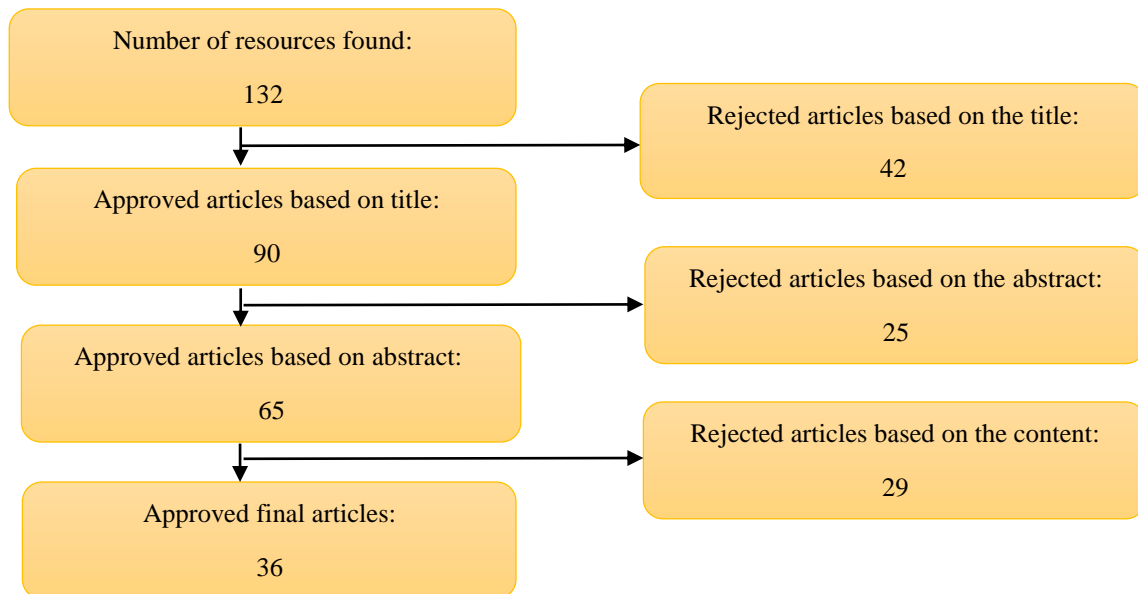 Number of resources found:
132
Rejected articles based on the title:
42
Approved articles based on title:
90
Rejected articles based on the abstract:
25
Approved articles based on abstract:
65
Rejected articles based on the content:
29
Approved final articles:
36